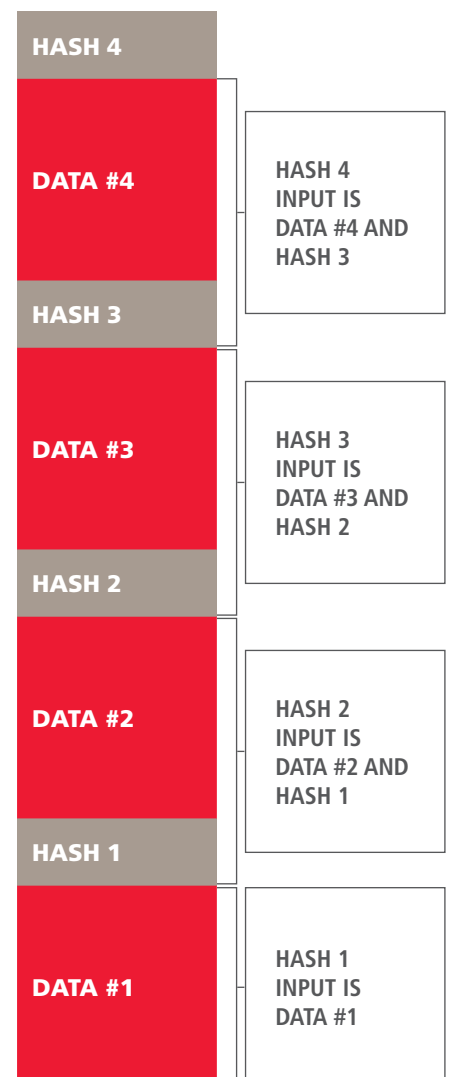 HASH 4
DATA #4
HASH 4
INPUT IS
DATA #4 AND
HASH 3
HASH 3
DATA #3
HASH 3
INPUT IS
DATA #3 AND
HASH 2
HASH 2
DATA #2
HASH 2
INPUT IS
DATA #2 AND
HASH 1
HASH 1
DATA #1
HASH 1
INPUT IS
DATA #1